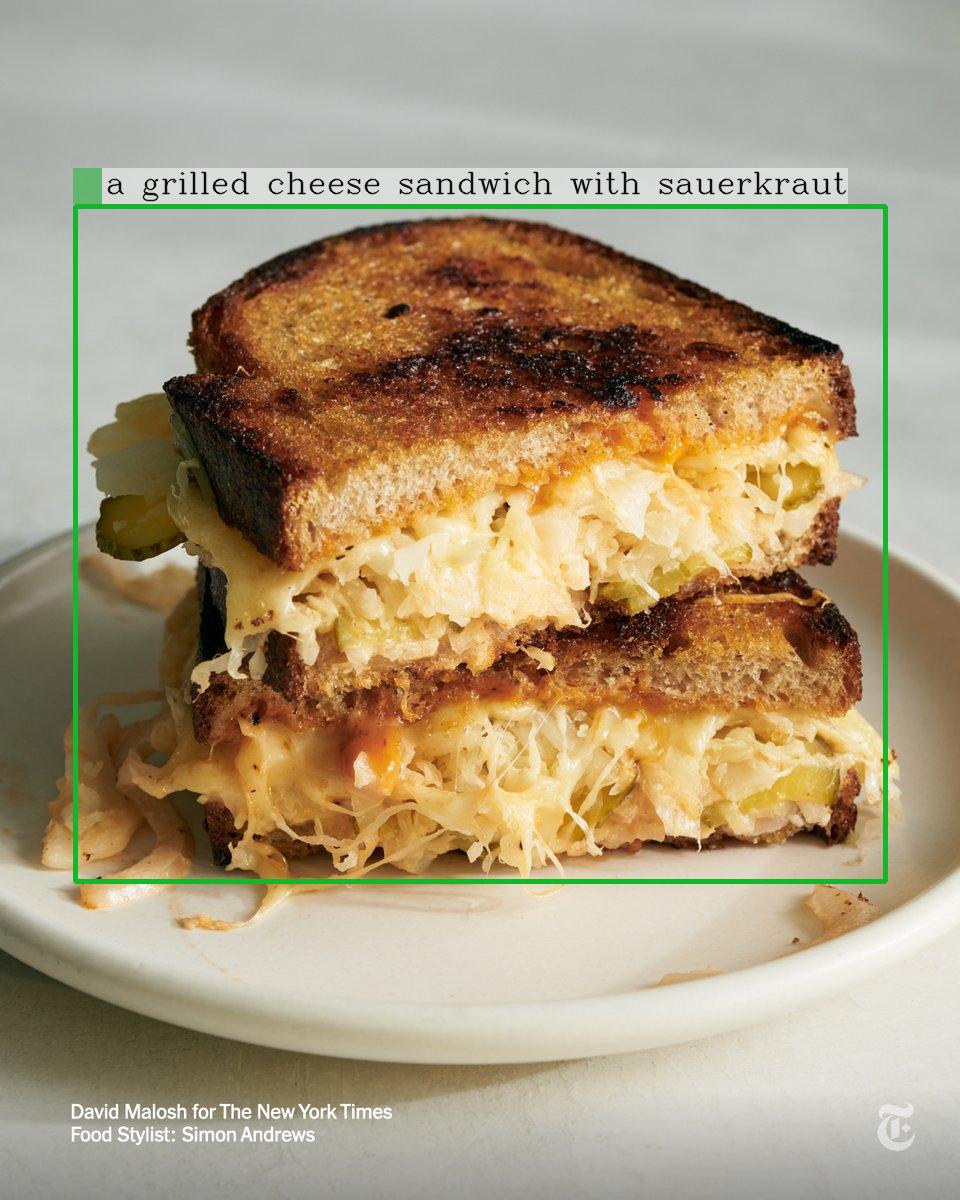 a grilled cheese sandwich with sauerkraut
David Malosh for The New York Times
Food Stylist: Simon Andrews
T